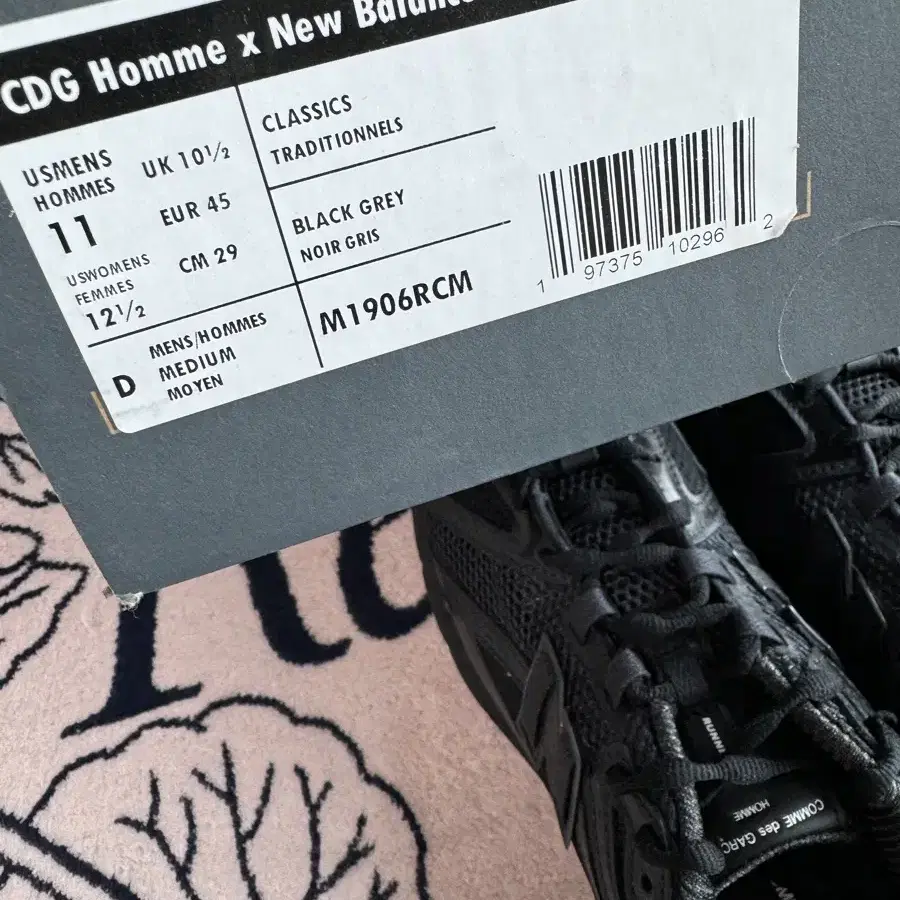 CDG Homme x New Balance
USMENS
HOMMES
11
UK 10½
EUR 45
CM 29
USWOMENS
FEMMES
12½
D
MENS/HOMMES
MEDIUM
MOYEN
CLASSICS
TRADITIONNELS
BLACK GREY
NOIR GRIS
M1906RCM
1 97375 10296 2
COMME des GARÇ
HOMME